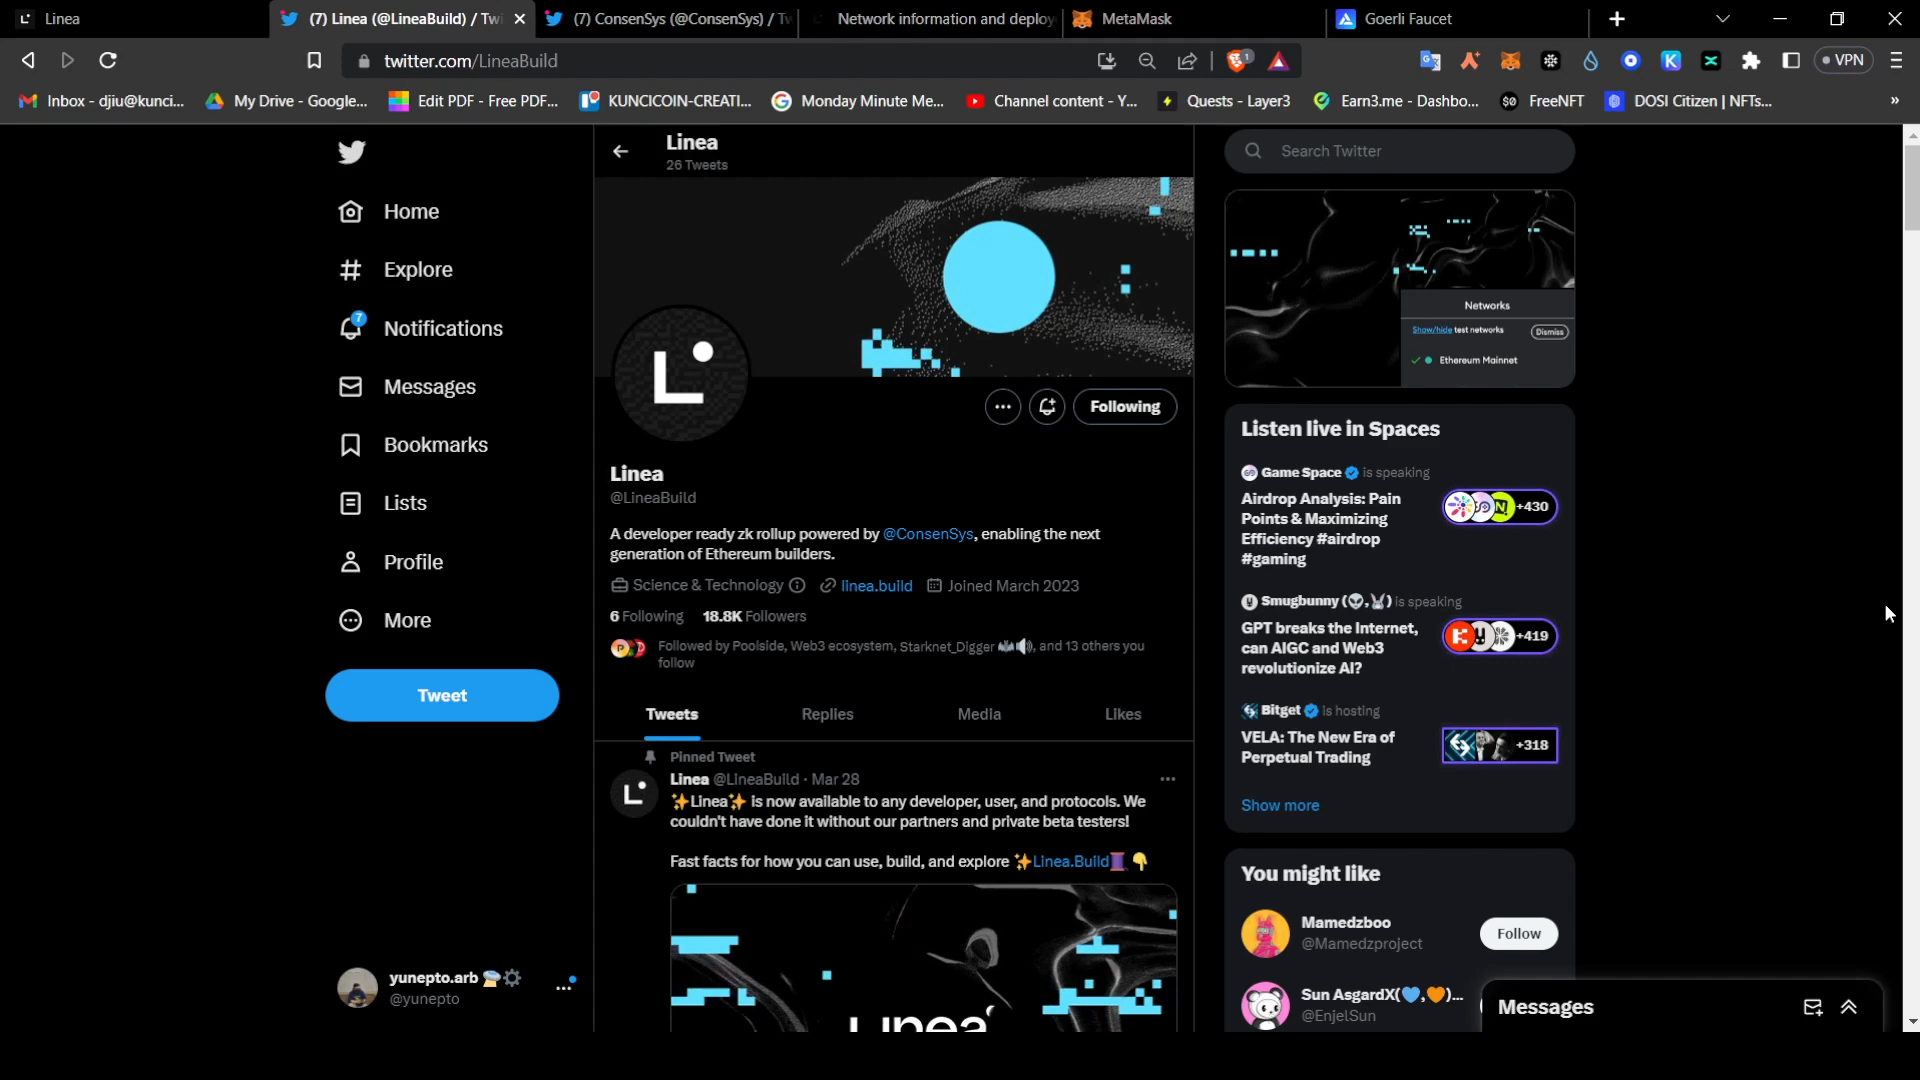 Linea
(7) Linea (@LineaBuild) / Twi
(7) ConsenSys (@ConsenSys) / Tw
Network information and deploy
MetaMask
Goerli Faucet
twitter.com/LineaBuild
1
VPN
Inbox - djiu@kunci...
My Drive - Google...
Edit PDF - Free PDF...
KUNCICOIN-CREATI...
Monday Minute Me...
Channel content - Y...
Quests - Layer3
Earn3.me - Dashbo...
FreeNFT
DOSI Citizen | NFTs...
»
Home
Explore
7
Notifications
Messages
Bookmarks
Lists
Profile
More
Tweet
yunepto.arb
@yunepto
Linea
26 Tweets
Following
Linea
@LineaBuild
A developer ready zk rollup powered by @ConsenSys, enabling the next
generation of Ethereum builders.
Science & Technology
linea.build
Joined March 2023
6 Following 18.8K Followers
Followed by Poolside, Web3 ecosystem, Starknet_Digger, and 13 others you
follow
Tweets
Replies
Media
Likes
Pinned Tweet
Linea @LineaBuild · Mar 28
✨Linea✨ is now available to any developer, user, and protocols. We
couldn't have done it without our partners and private beta testers!
Fast facts for how you can use, build, and explore ✨Linea.Build🧵👇
Linea
Search Twitter
Networks
Show/hide test networks
Dismiss
Ethereum Mainnet
Listen live in Spaces
Game Space is speaking
Airdrop Analysis: Pain
Points & Maximizing
Efficiency #airdrop
#gaming
+430
Smugbunny (👽,🐰) is speaking
GPT breaks the Internet,
can AIGC and Web3
revolutionize AI?
+419
Bitget is hosting
VELA: The New Era of
Perpetual Trading
+318
Show more
You might like
Mamedzboo
@Mamedzproject
Follow
Sun AsgardX(💙,🧡)...
@EnjelSun
Messages